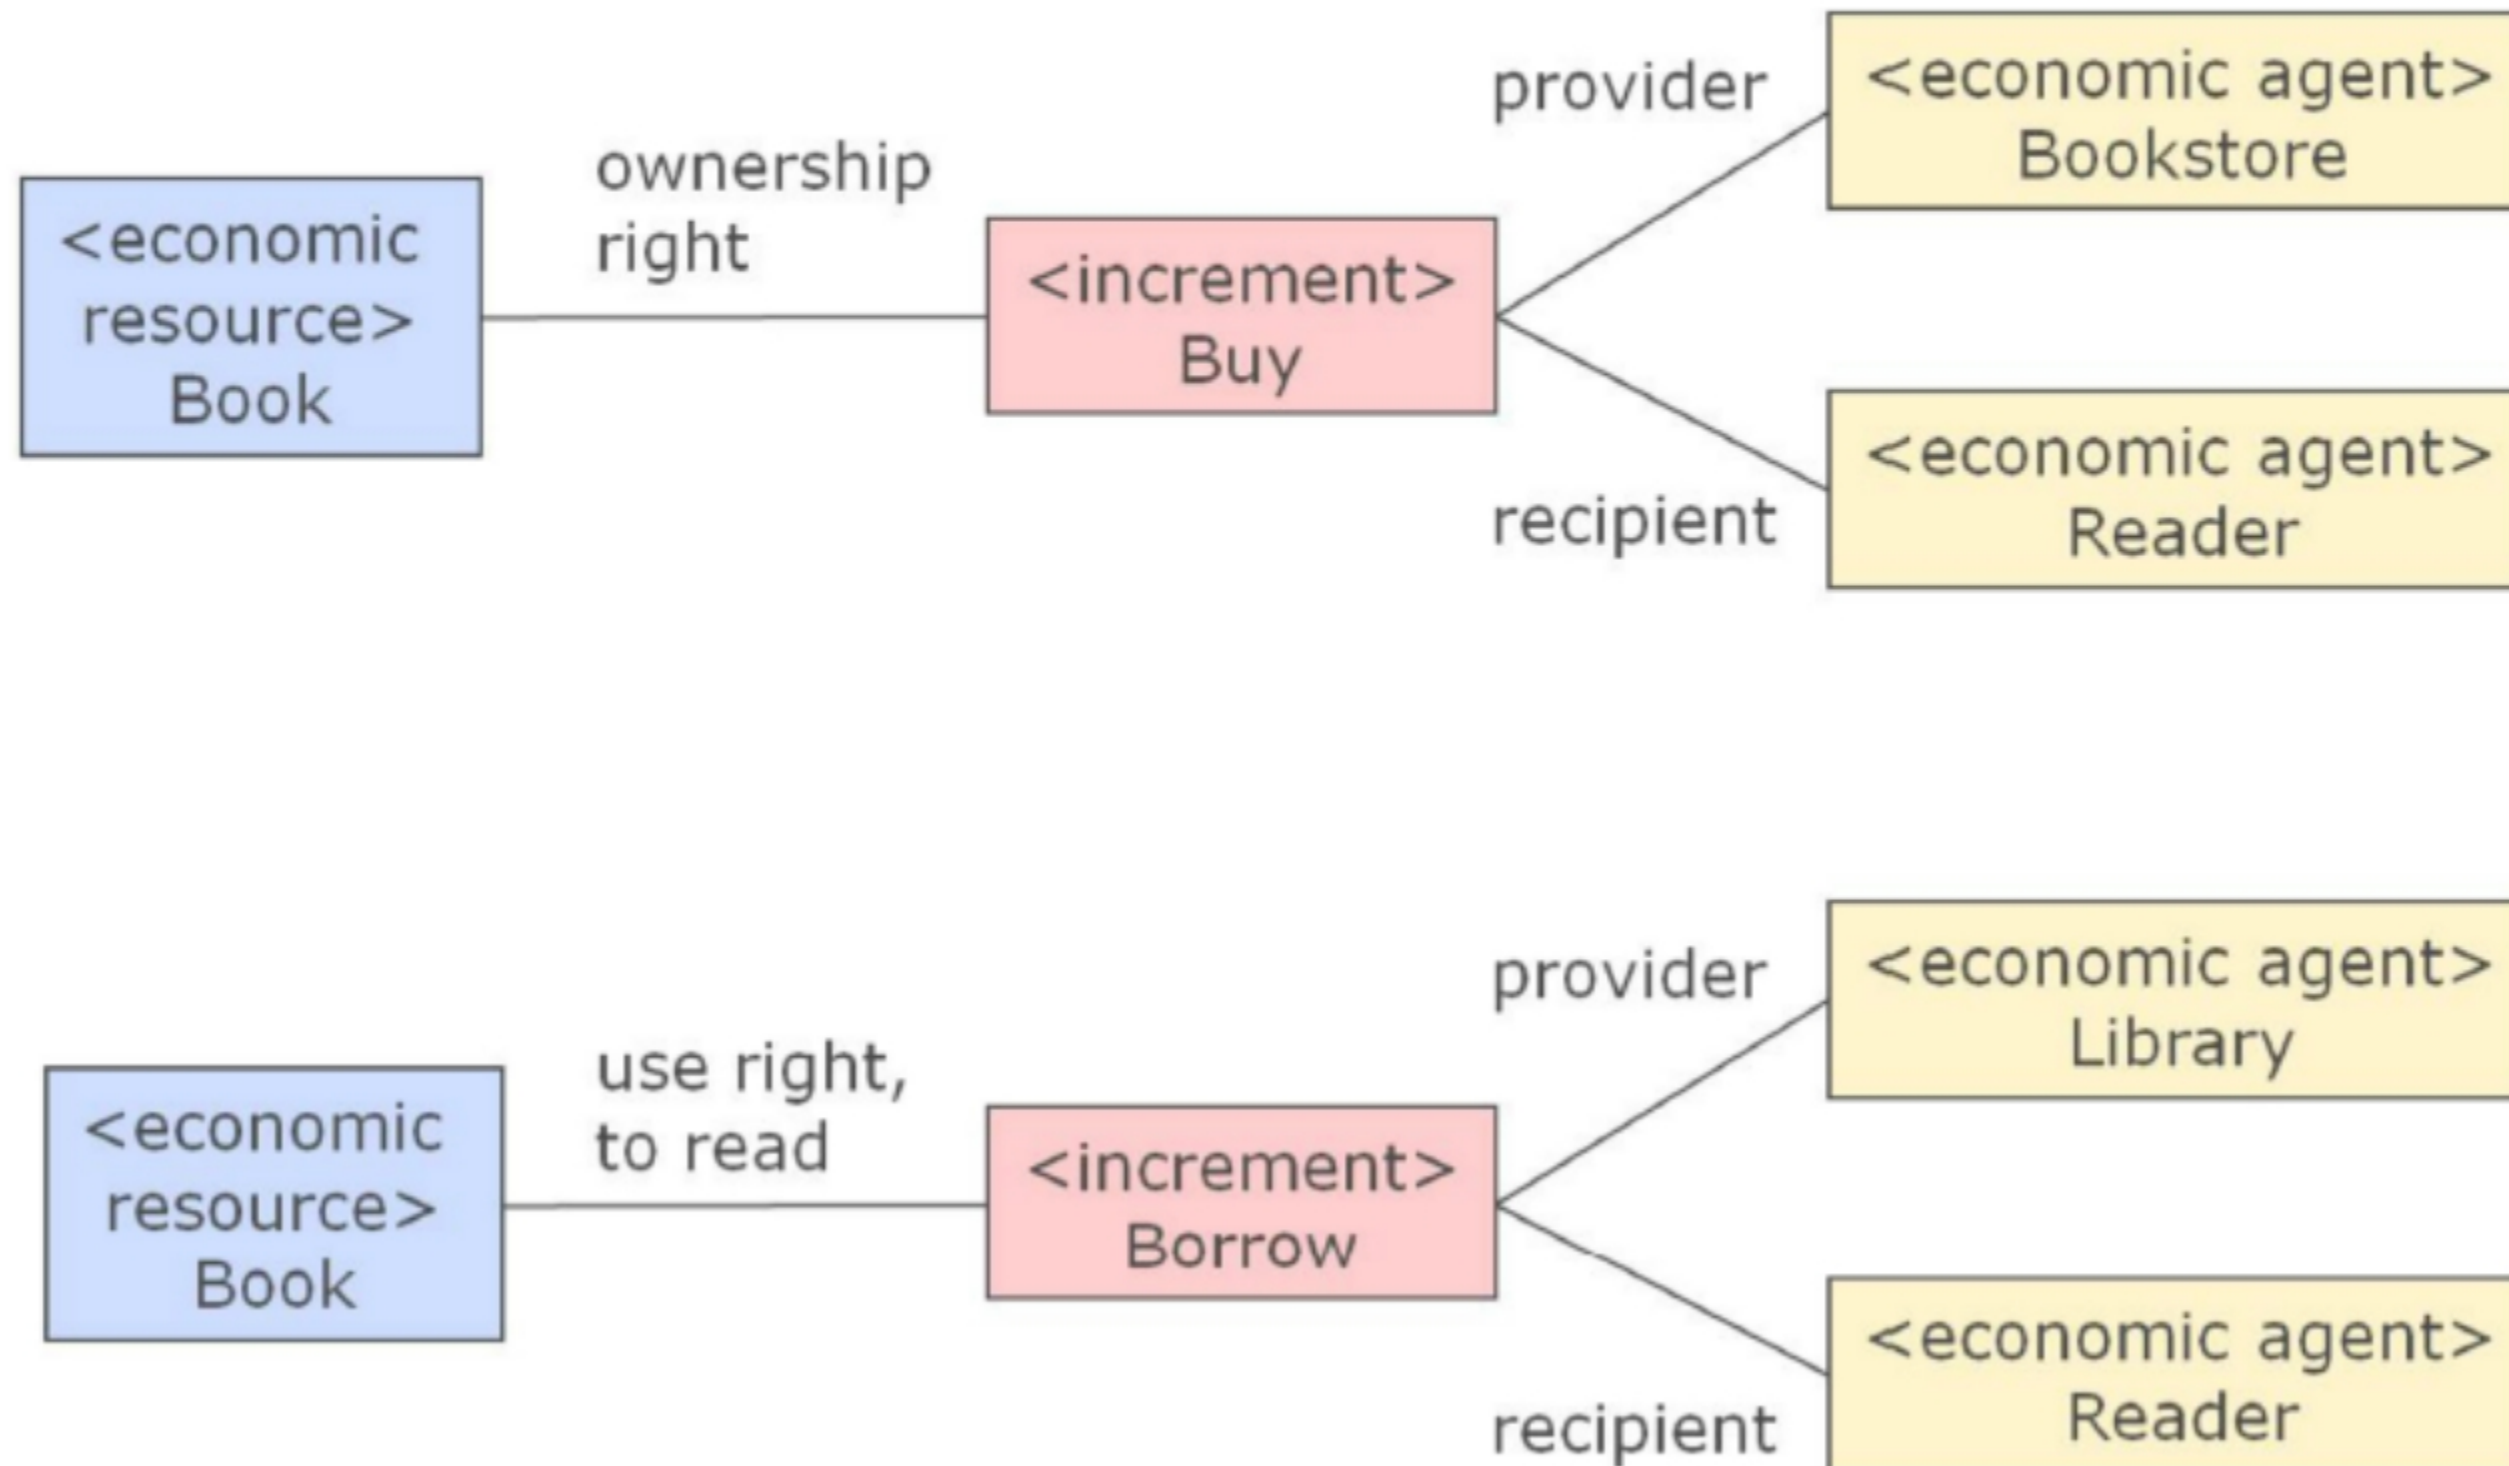 provider
<economic agent>
Bookstore
ownership
right
<economic
resource>
Book
<increment>
Buy
<economic agent>
Reader
recipient
provider
<economic agent>
Library
use right,
to read
<economic
resource>
Book
<increment>
Borrow
<economic agent>
Reader
recipient